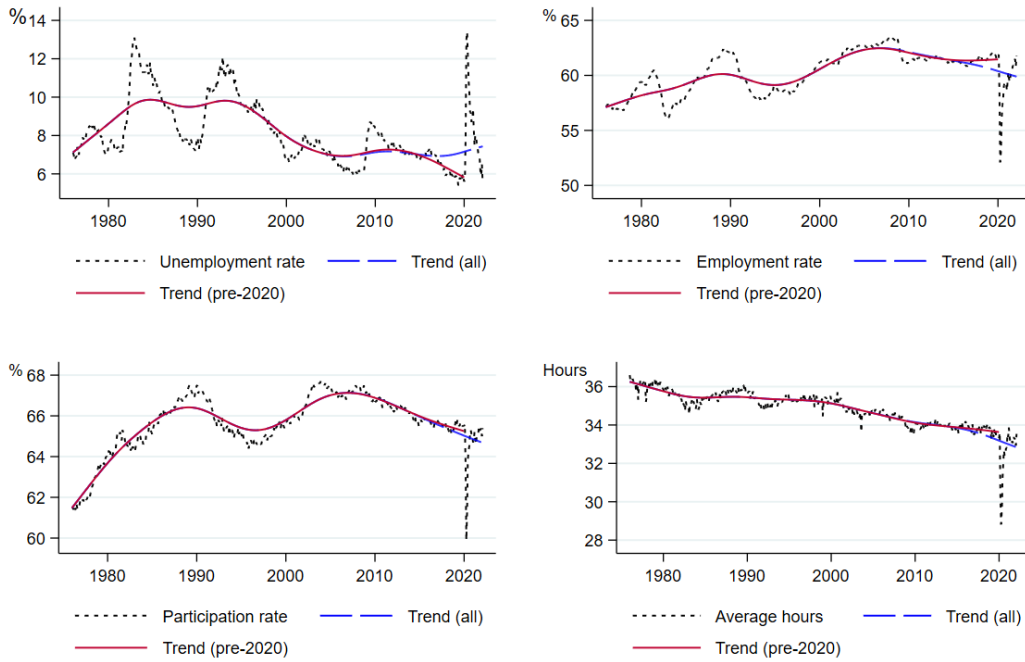 %
14
12
10
8
6
1980 1990 2000 2010 2020
Unemployment rate Trend (all)
Trend (pre-2020)
%
65
60
55
50
1980 1990 2000 2010 2020
Employment rate Trend (all)
Trend (pre-2020)
%
68
66
64
62
60
1980 1990 2000 2010 2020
Participation rate Trend (all)
Trend (pre-2020)
Hours
36
34
32
30
28
1980 1990 2000 2010 2020
Average hours Trend (all)
Trend (pre-2020)